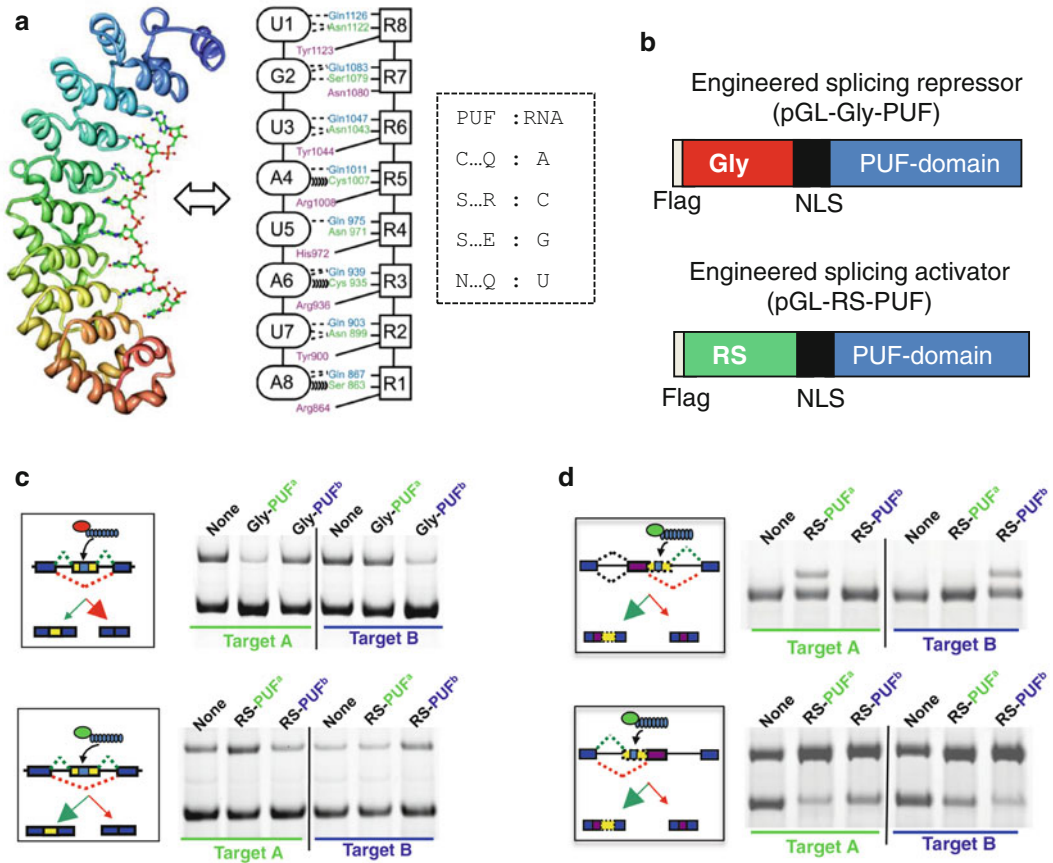 a
U1
Gln1126
Asn1122
R8
Tyr1123
G2
Glu1083
Ser1079
R7
Asn1080
U3
Gln1047
Asn1043
R6
Tyr1044
A4
Gln1011
Cys1007
R5
Arg1008
U5
Gln 975
Asn 971
R4
His972
A6
Gln 939
Cys 935
R3
Arg936
U7
Gln 903
Asn 899
R2
Tyr900
A8
Gln 867
Ser 863
R1
Arg864
PUF :RNA
C...Q : A
S...R : C
S...E : G
N...Q : U
b
Engineered splicing repressor
(pGL-Gly-PUF)
Gly PUF-domain
Flag NLS
Engineered splicing activator
(pGL-RS-PUF)
RS PUF-domain
Flag NLS
c
None Gly-PUFᵃ Gly-PUFᵇ None Gly-PUFᵃ Gly-PUFᵇ
Target A Target B
None RS-PUFᵃ RS-PUFᵇ None RS-PUFᵃ RS-PUFᵇ
Target A Target B
d
None RS-PUFᵃ RS-PUFᵇ None RS-PUFᵃ RS-PUFᵇ
Target A Target B
None RS-PUFᵃ RS-PUFᵇ None RS-PUFᵃ RS-PUFᵇ
Target A Target B